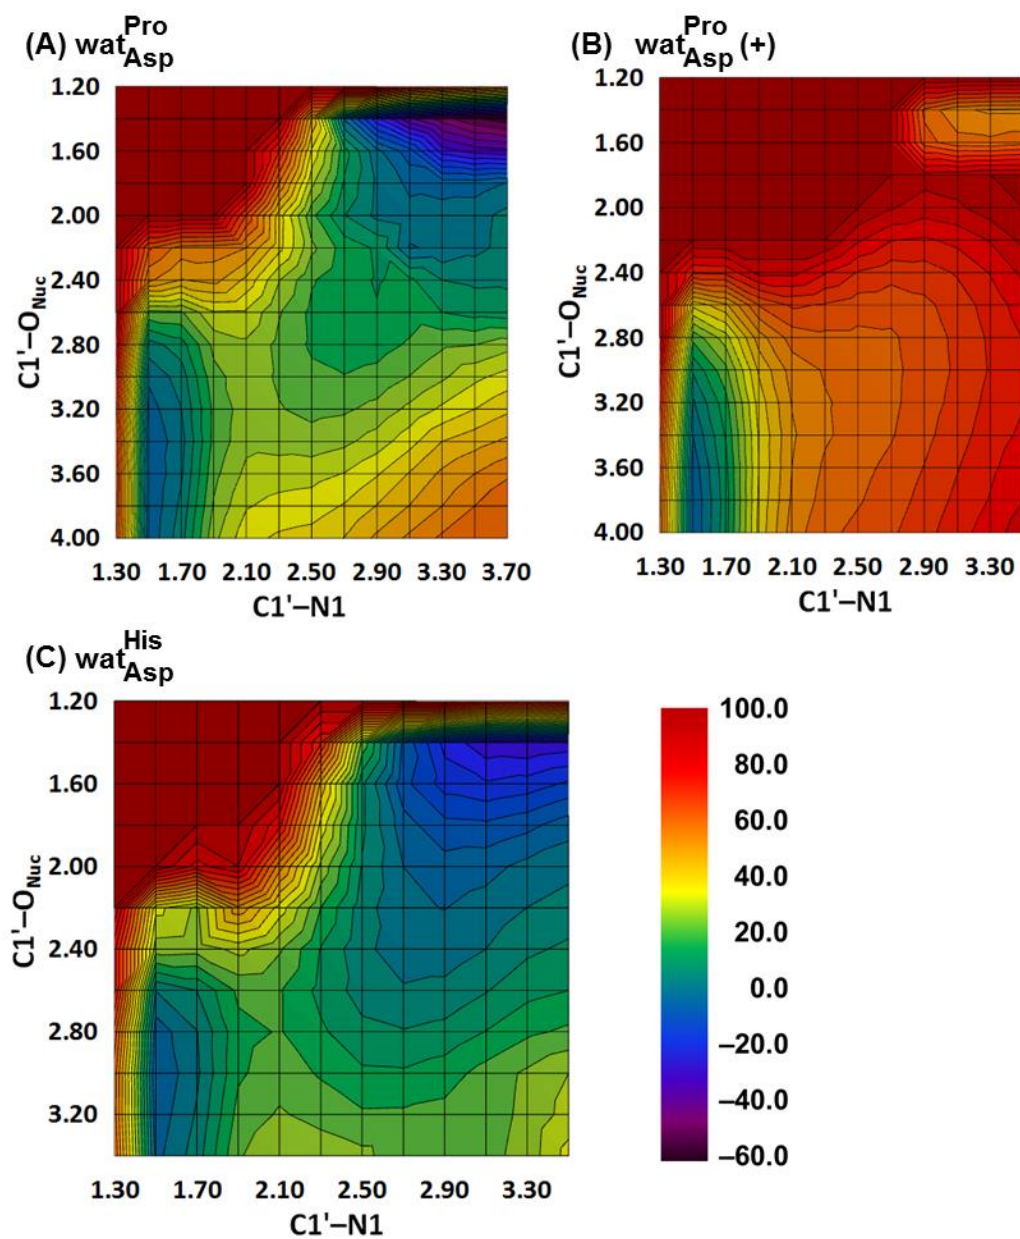 (A) wat Pro Asp
(B) wat Pro Asp (+)
1.20
1.60
2.00
2.40
2.80
3.20
3.60
4.00
C1'–ONuc
1.30 1.70 2.10 2.50 2.90 3.30 3.70
C1'–N1
1.20
1.60
2.00
2.40
2.80
3.20
3.60
4.00
C1'–ONuc
1.30 1.70 2.10 2.50 2.90 3.30
C1'–N1
(C) wat His Asp
1.20
1.60
2.00
2.40
2.80
3.20
C1'–ONuc
1.30 1.70 2.10 2.50 2.90 3.30
C1'–N1
100.0
80.0
60.0
40.0
20.0
0.0
–20.0
–40.0
–60.0